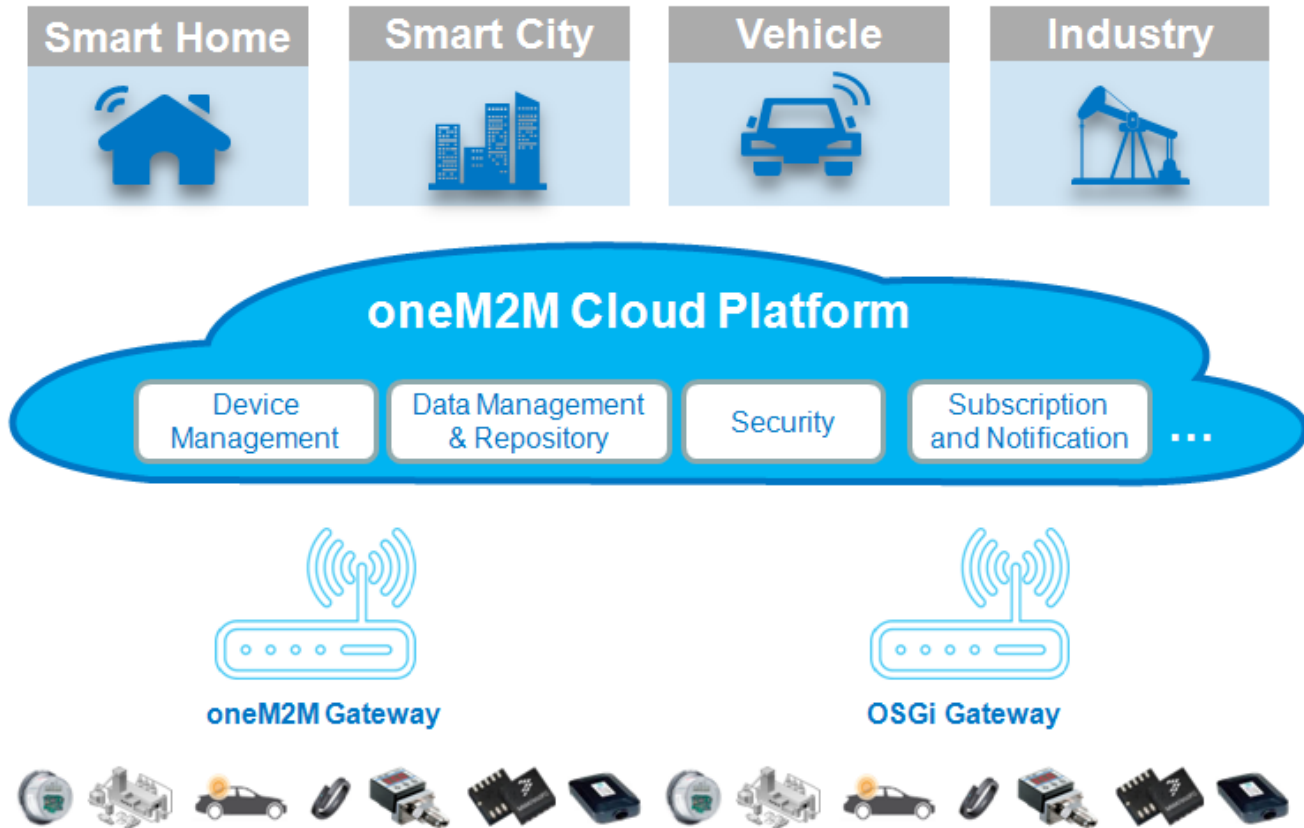 Smart Home
Smart City
Vehicle
Industry
oneM2M Cloud Platform
Device
Management
Data Management
& Repository
Security
Subscription
and Notification
...
oneM2M Gateway
OSGi Gateway